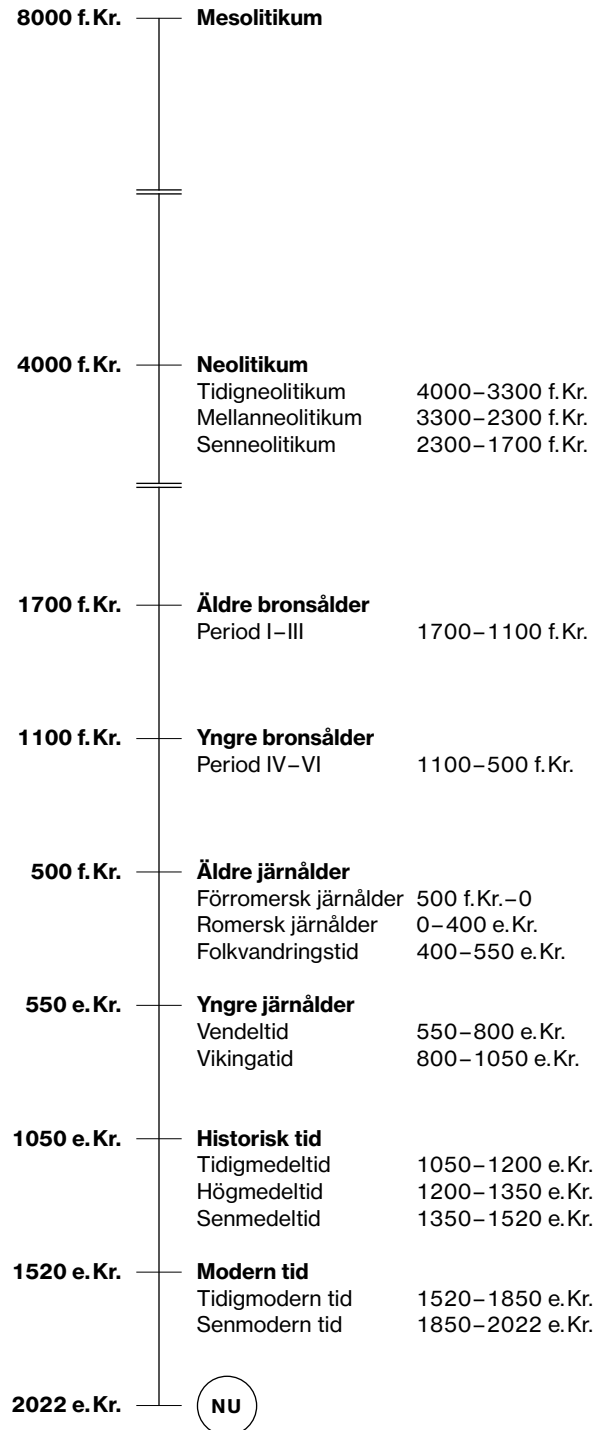 8000 f.Kr. Mesolitikum
4000 f.Kr. Neolitikum
Tidigneolitikum 4000–3300 f.Kr.
Mellanneolitikum 3300–2300 f.Kr.
Senneolitikum 2300–1700 f.Kr.
1700 f.Kr. Äldre bronsålder
Period I–III 1700–1100 f.Kr.
1100 f.Kr. Yngre bronsålder
Period IV–VI 1100–500 f.Kr.
500 f.Kr. Äldre järnålder
Förromersk järnålder 500 f.Kr.–0
Romersk järnålder 0–400 e.Kr.
Folkvandringstid 400–550 e.Kr.
550 e.Kr. Yngre järnålder
Vendeltid 550–800 e.Kr.
Vikingatid 800–1050 e.Kr.
1050 e.Kr. Historisk tid
Tidigmedeltid 1050–1200 e.Kr.
Högmedeltid 1200–1350 e.Kr.
Senmedeltid 1350–1520 e.Kr.
1520 e.Kr. Modern tid
Tidigmodern tid 1520–1850 e.Kr.
Senmodern tid 1850–2022 e.Kr.
2022 e.Kr. NU